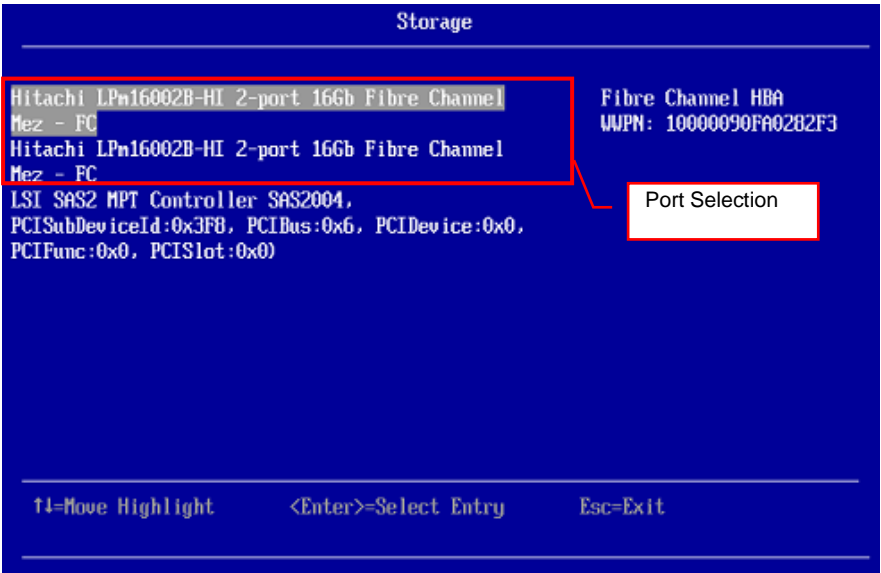 Storage
Hitachi LPm16002B-HI 2-port 16Gb Fibre Channel
Mez - FC
Hitachi LPm16002B-HI 2-port 16Gb Fibre Channel
Mez - FC
LSI SAS2 MPT Controller SAS2004,
PCISubDeviceId:0x3F8, PCIBus:0x6, PCIDevice:0x0,
PCIFunc:0x0, PCISlot:0x0)
Fibre Channel HBA
WWPN: 10000090FA0282F3
Port Selection
↑↓=Move Highlight <Enter>=Select Entry Esc=Exit